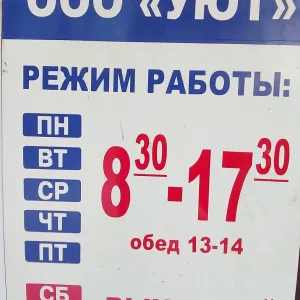 ООО «УЮТ»
РЕЖИМ РАБОТЫ:
ПН
ВТ
СР
ЧТ
ПТ
8 30 - 17 30
обед 13-14
СБ